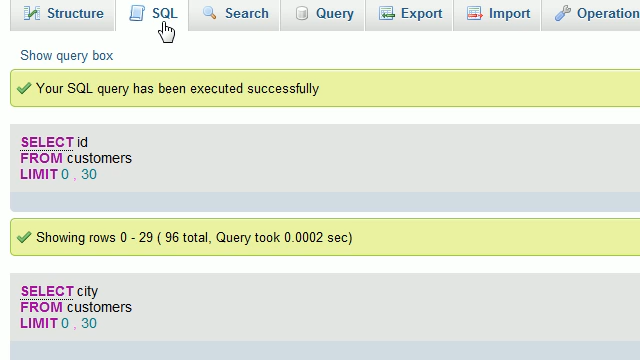 Structure SQL Search Query Export Import Operation
Show query box
Your SQL query has been executed successfully
SELECT id
FROM customers
LIMIT 0 , 30
Showing rows 0 - 29 ( 96 total, Query took 0.0002 sec)
SELECT city
FROM customers
LIMIT 0 , 30